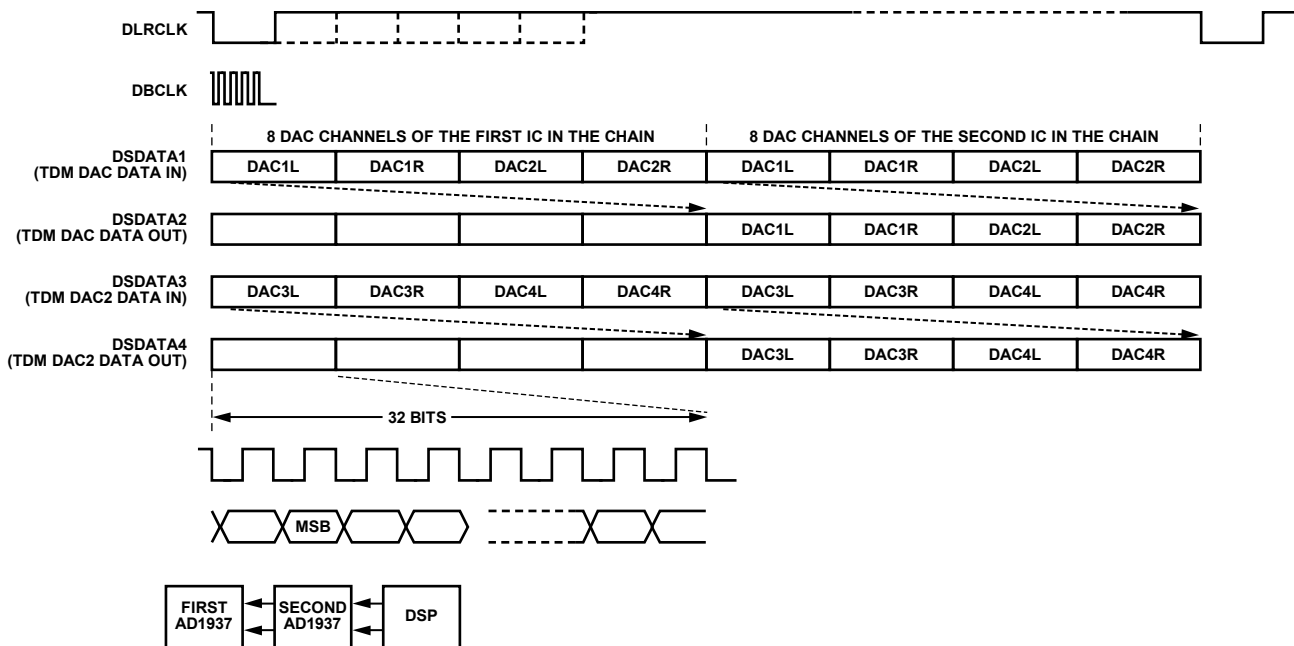 DLRCLK
DBCLK
8 DAC CHANNELS OF THE FIRST IC IN THE CHAIN
8 DAC CHANNELS OF THE SECOND IC IN THE CHAIN
DSDATA1
(TDM DAC DATA IN)
DAC1L
DAC1R
DAC2L
DAC2R
DAC1L
DAC1R
DAC2L
DAC2R
DSDATA2
(TDM DAC DATA OUT)
DAC1L
DAC1R
DAC2L
DAC2R
DSDATA3
(TDM DAC2 DATA IN)
DAC3L
DAC3R
DAC4L
DAC4R
DAC3L
DAC3R
DAC4L
DAC4R
DSDATA4
(TDM DAC2 DATA OUT)
DAC3L
DAC3R
DAC4L
DAC4R
32 BITS
MSB
FIRST
AD1937
SECOND
AD1937
DSP